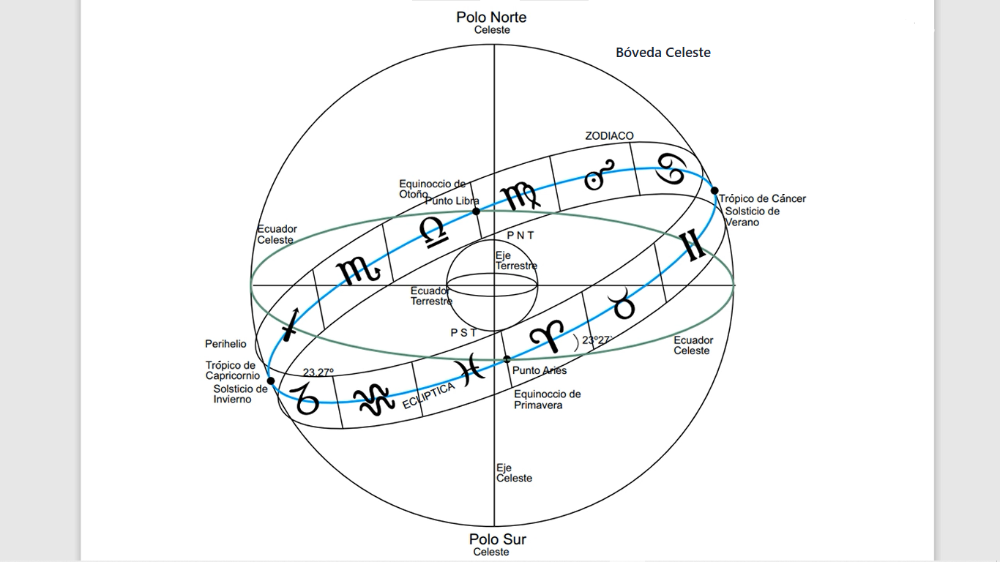 Polo Norte
Celeste
Bóveda Celeste
ZODIACO
Equinoccio de
Otoño
Punto Libra
Trópico de Cáncer
Solsticio de
Verano
Ecuador
Celeste
P N T
Eje
Terrestre
Ecuador
Terrestre
P S T
23º27'
Ecuador
Celeste
Perihelio
Trópico de
Capricornio
Solsticio de
Invierno
23.27º
ECLIPTICA
Punto Aries
Equinoccio de
Primavera
Eje
Celeste
Polo Sur
Celeste